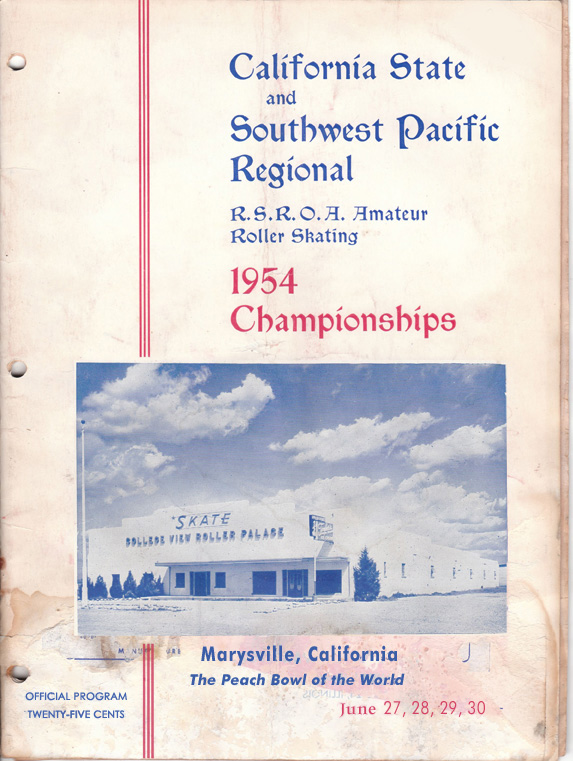 California State
and
Southwest Pacific
Regional
R.S.R.O.A. Amateur
Roller Skating
1954
Championships
SKATE
COLLEGE VIEW ROLLER PALACE
Marysville, California
The Peach Bowl of the World
OFFICIAL PROGRAM
TWENTY-FIVE CENTS
June 27, 28, 29, 30